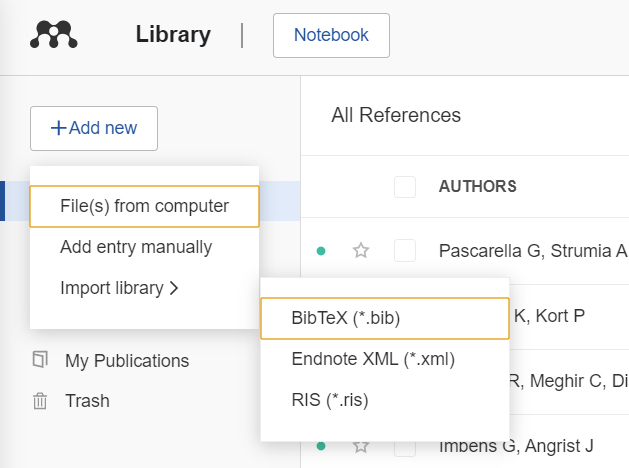 Library
Notebook
+Add new
All References
AUTHORS
File(s) from computer
Add entry manually
Import library
Pascarella G, Strumia A
BibTeX (*.bib)
Endnote XML (*.xml)
RIS (*.ris)
K, Kort P
R, Meghir C, Di
My Publications
Trash
Imbens G, Angrist J